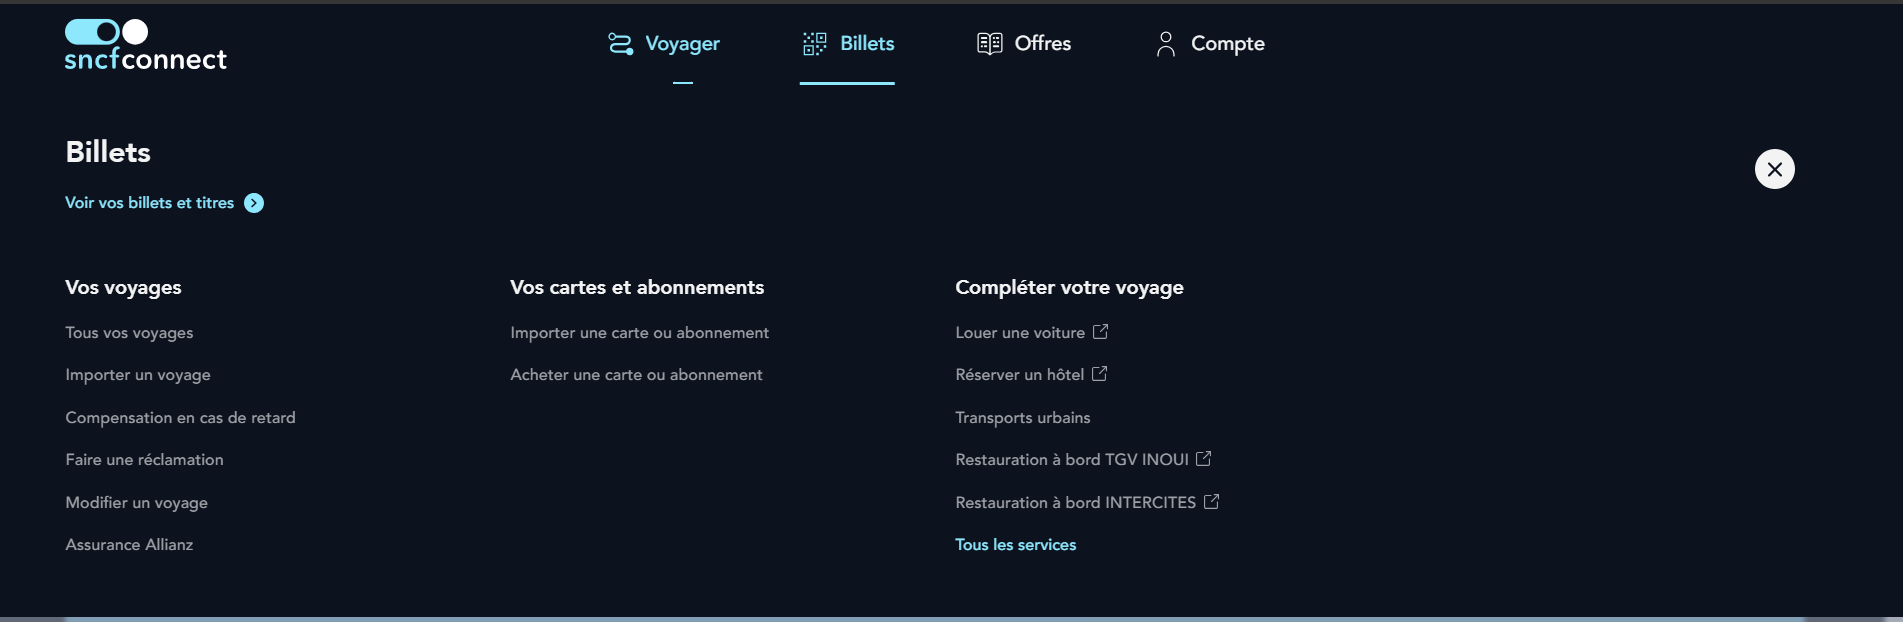 sncfconnect
Voyager
Billets
Offres
Compte
Billets
Voir vos billets et titres
Vos voyages
Tous vos voyages
Importer un voyage
Compensation en cas de retard
Faire une réclamation
Modifier un voyage
Assurance Allianz
Vos cartes et abonnements
Importer une carte ou abonnement
Acheter une carte ou abonnement
Compléter votre voyage
Louer une voiture
Réserver un hôtel
Transports urbains
Restauration à bord TGV INOUI
Restauration à bord INTERCITES
Tous les services